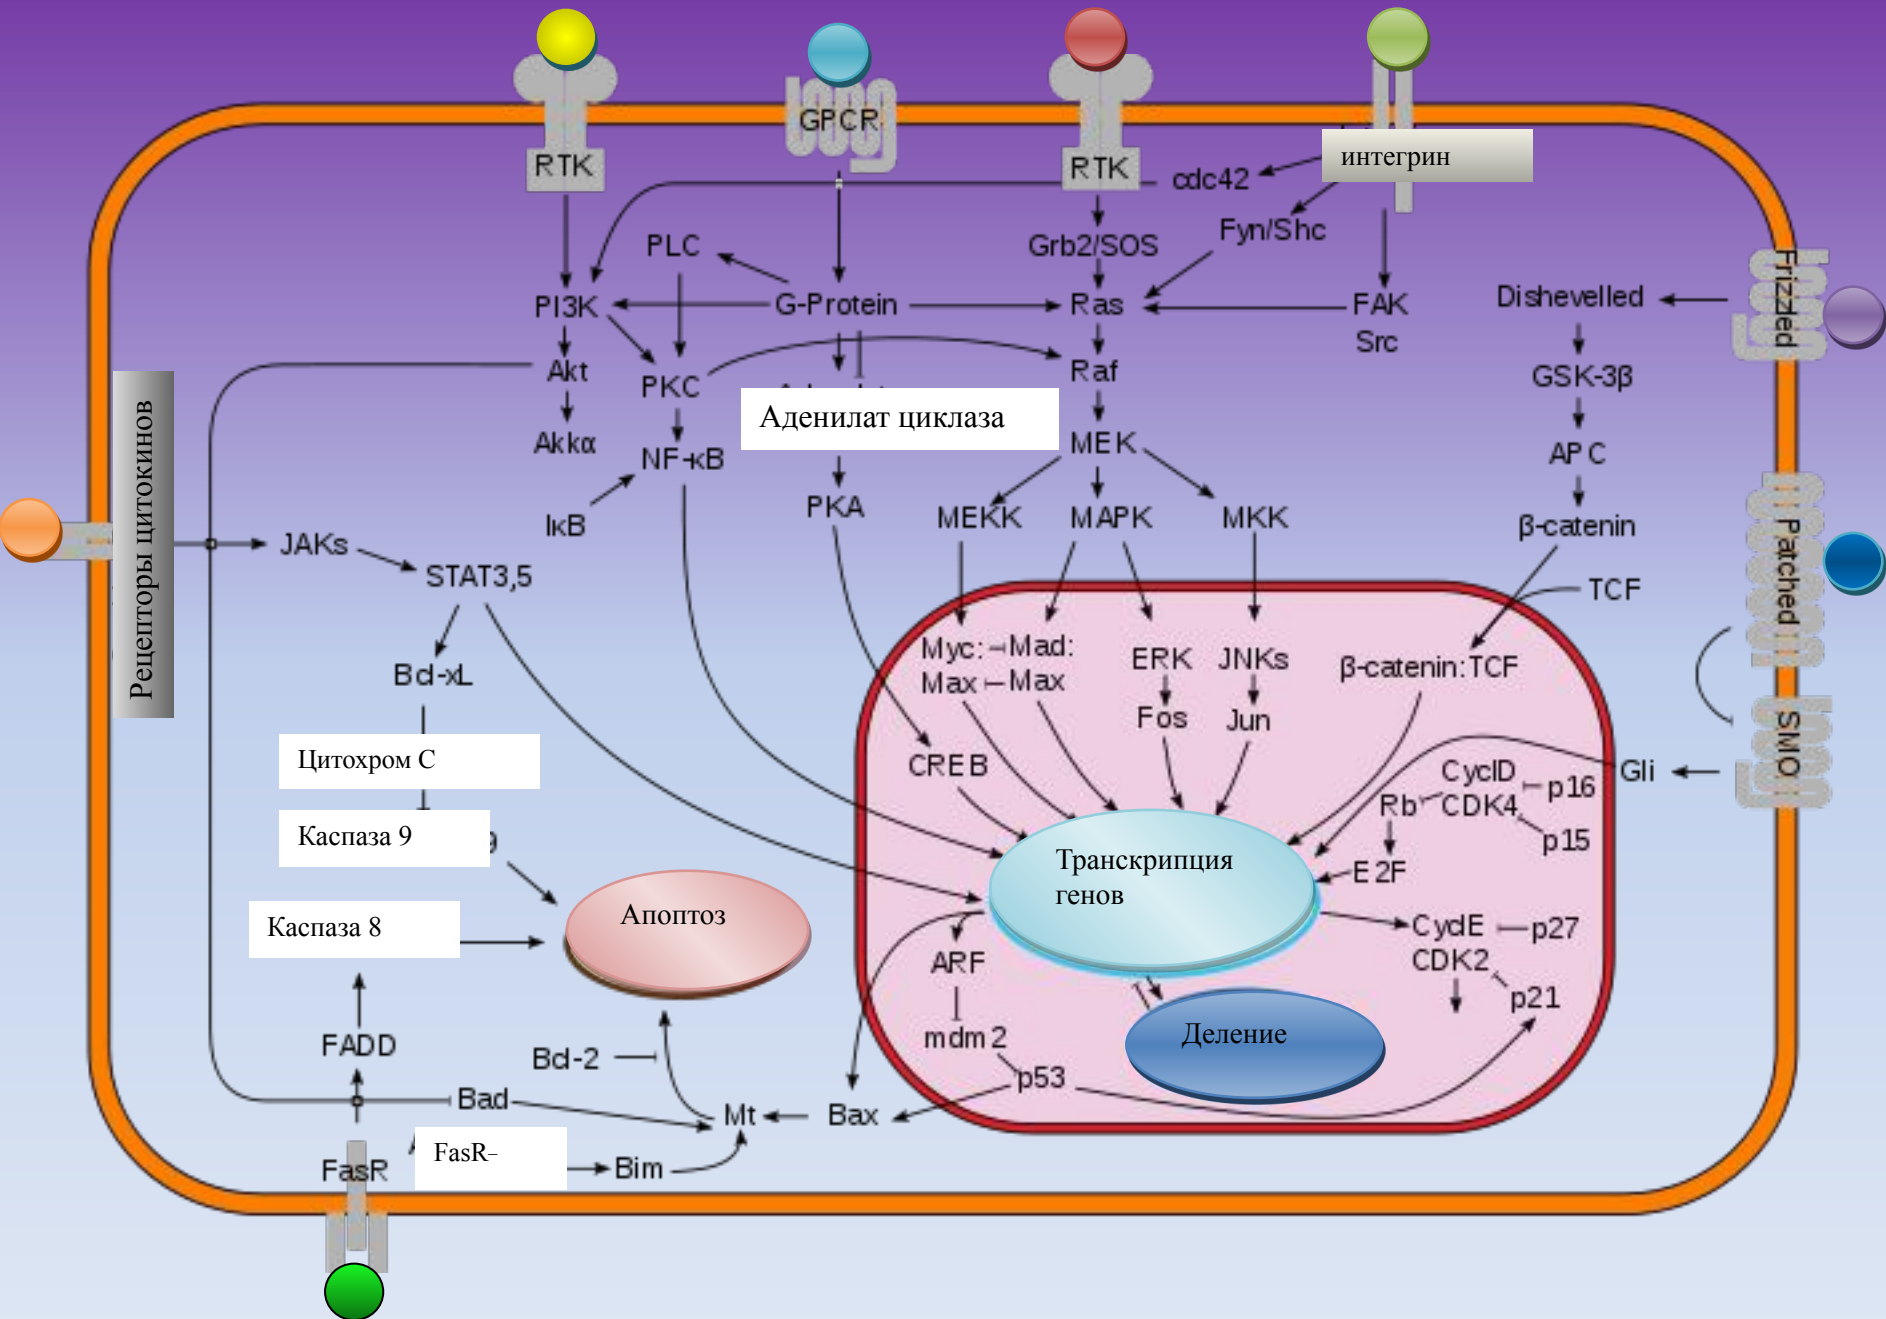 GPCR
RTK
RTK
интегрин
cdc42
Fyn/Shc
PLC
Grb2/SOS
Frizzled
PI3K
G-Protein
Ras
FAK
Src
Dishevelled
Akt
PKC
Raf
GSK-3β
Аденилат циклаза
Akkα
NF-κB
MEK
APC
Рецепторы цитокинов
IκB
PKA
MEKK
MAPK
MKK
β-catenin
Patched
JAKs
STAT3,5
TCF
Bcl-xL
Myc:
Mad:
Max
Max
ERK
JNKs
β-catenin:TCF
Fos
Jun
SMO
Цитохром С
CREB
CyclD
CDK4
p16
Gli
Rb
p15
Каспаза 9
9
Транскрипция
генов
E2F
Каспаза 8
Апоптоз
CyclE
CDK2
p27
ARF
p21
FADD
Bcl-2
mdm2
Деление
p53
Bad
Mt
Bax
FasR
FasR–
Bim